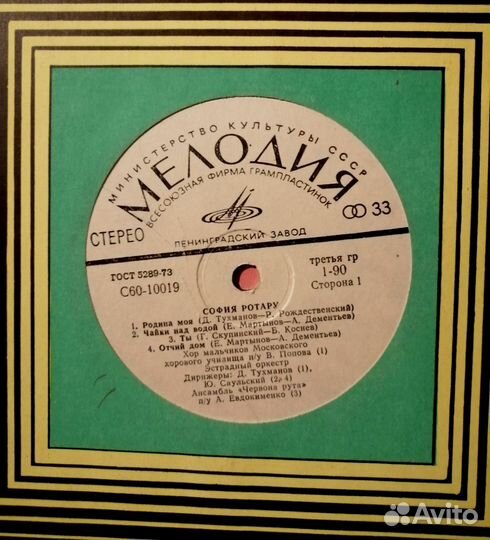 МИНИСТЕРСТВО КУЛЬТУРЫ СССР
МЕЛОДИЯ
ВСЕСОЮЗНАЯ ФИРМА ГРАМПЛАСТИНОК
СТЕРЕО
33
ЛЕНИНГРАДСКИЙ ЗАВОД
ГОСТ 5289-73
С60-10019
третья гр
1-90
Сторона 1
СОФИЯ РОТАРУ
1. Родина моя (Д. Тухманов—Р. Рождественский)
2. Чайки над водой (Е. Мартынов—А. Дементьев)
3. Ты (Г. Скупинский—Б. Коснев)
4. Отчий дом (Е. Мартынов—А. Дементьев)
Хор мальчиков Московского
хорового училища п/у В. Попова (1)
Эстрадный оркестр
Дирижеры: Д. Тухманов (1),
Ю. Саульский (2, 4)
Ансамбль «Червона рута»
п/у А. Евдокименко (3)
Avito